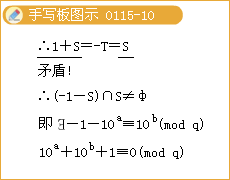 手写板图示 0115-10
∴1+S=-T=S
矛盾!
∴(-1-S)∩S≠Φ
即 ∃-1-10^a≡10^b(mod q)
10^a+10^b+1≡0(mod q)